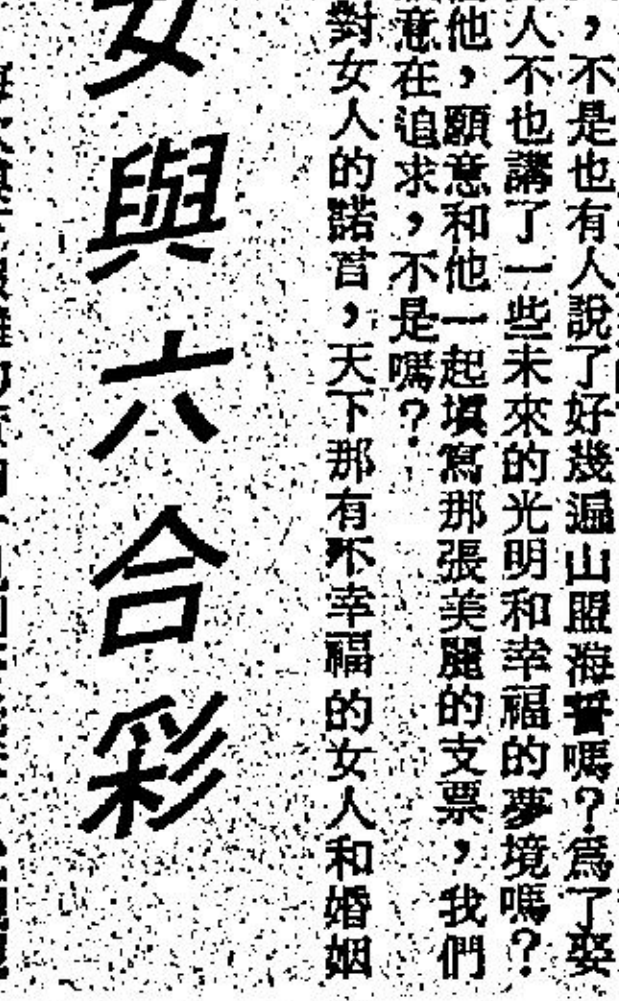 ，不是也有人說了好幾遍山盟海誓嗎？為了娶
人不也講了一些未來的光明和幸福的夢境嗎？
他，願意和他一起填寫那張美麗的支票，我們
意在追求，不是嗎？
對女人的諾言，天下那有不幸福的女人和婚姻
女與六合彩